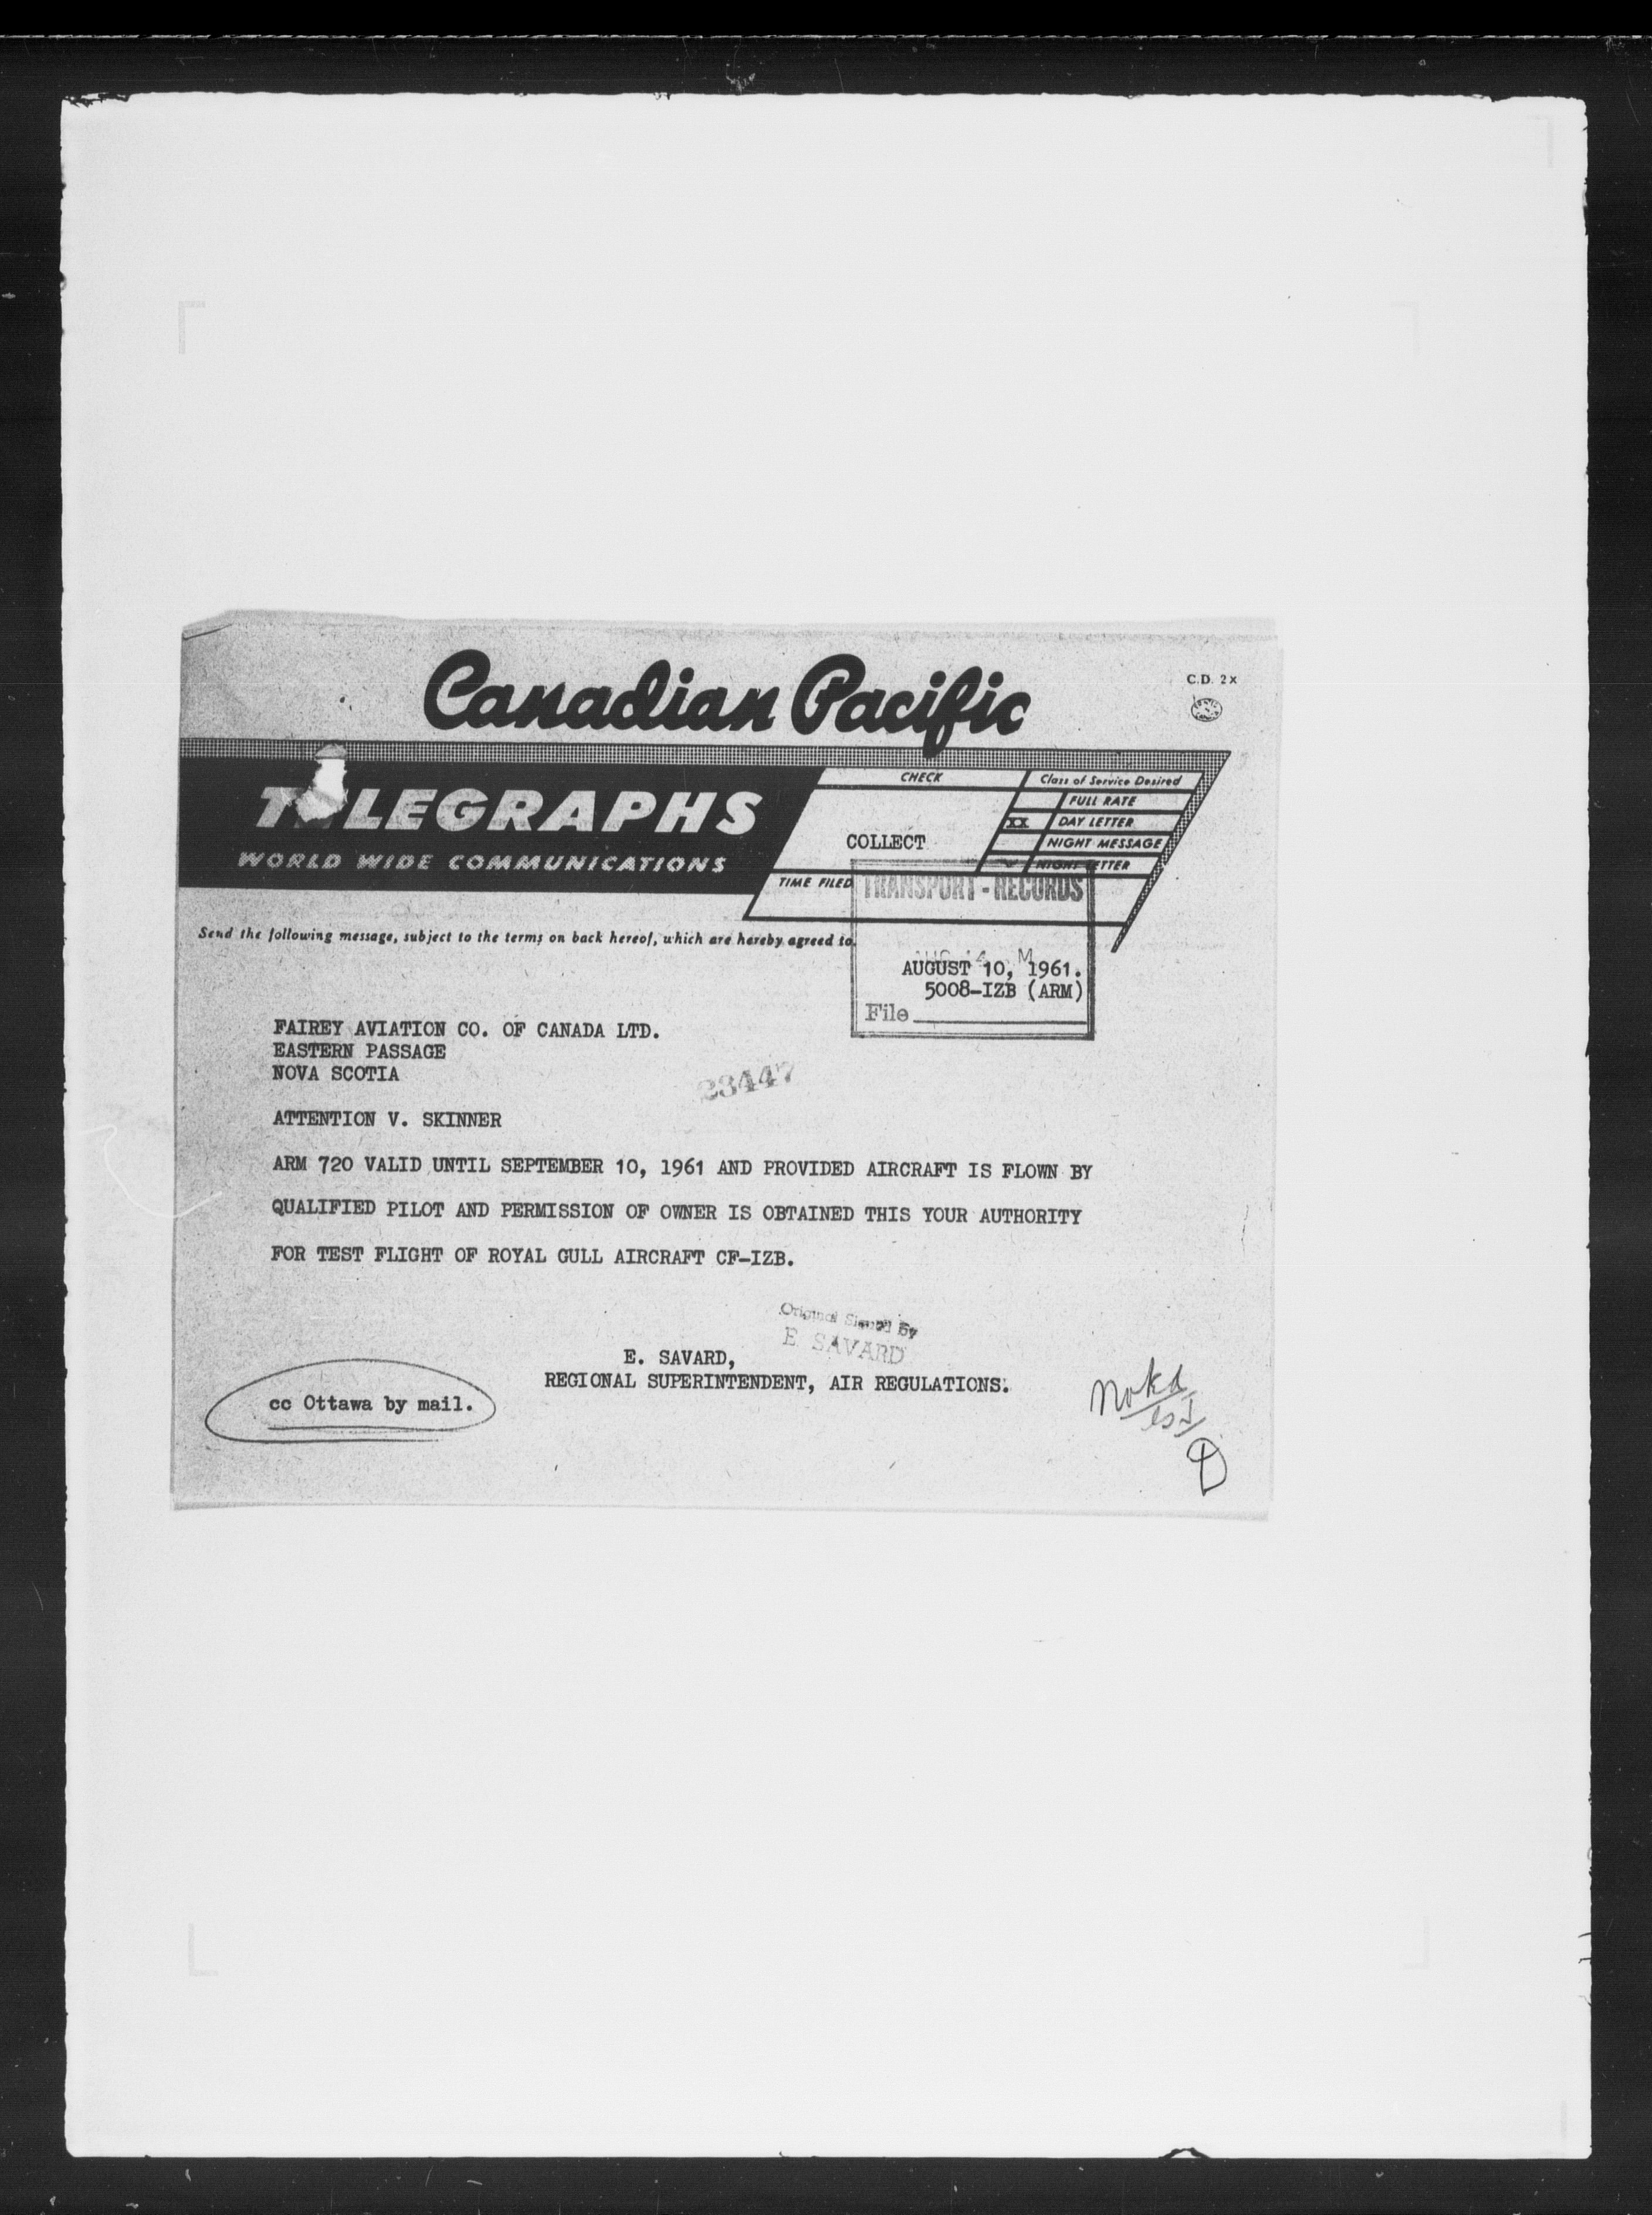 Canadian Pacific
C.D. 2X
TELEGRAPHS
WORLD WIDE COMMUNICATIONS
CHECK
COLLECT
Class of Service Desired
FULL RATE
XX DAY LETTER
NIGHT MESSAGE
NIGHT LETTER
TIME FILED
TRANSPORT - RECORDS
Send the following message, subject to the terms on back hereof, which are hereby agreed to.
AUGUST 10, 1961.
5008-IZB (ARM)
File
FAIREY AVIATION CO. OF CANADA LTD.
EASTERN PASSAGE
NOVA SCOTIA
23447
ATTENTION V. SKINNER
ARM 720 VALID UNTIL SEPTEMBER 10, 1961 AND PROVIDED AIRCRAFT IS FLOWN BY
QUALIFIED PILOT AND PERMISSION OF OWNER IS OBTAINED THIS YOUR AUTHORITY
FOR TEST FLIGHT OF ROYAL GULL AIRCRAFT CF-IZB.
Original Signed By
E SAVARD
E. SAVARD,
REGIONAL SUPERINTENDENT, AIR REGULATIONS.
cc Ottawa by mail.